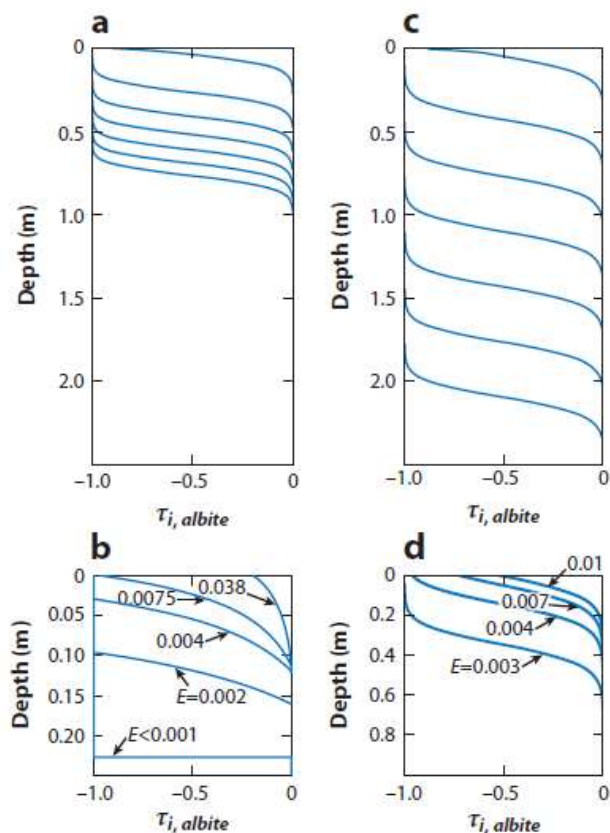 a
0
0.5
1.0
1.5
2.0
Depth (m)
−1.0 −0.5 0
τi, albite
c
0
0.5
1.0
1.5
2.0
Depth (m)
−1.0 −0.5 0
τi, albite
b
0
0.05
0.10
0.15
0.20
Depth (m)
0.038
0.0075
0.004
E=0.002
E<0.001
−1.0 −0.5 0
τi, albite
d
0
0.2
0.4
0.6
0.8
Depth (m)
0.01
0.007
0.004
E=0.003
−1.0 −0.5 0
τi, albite